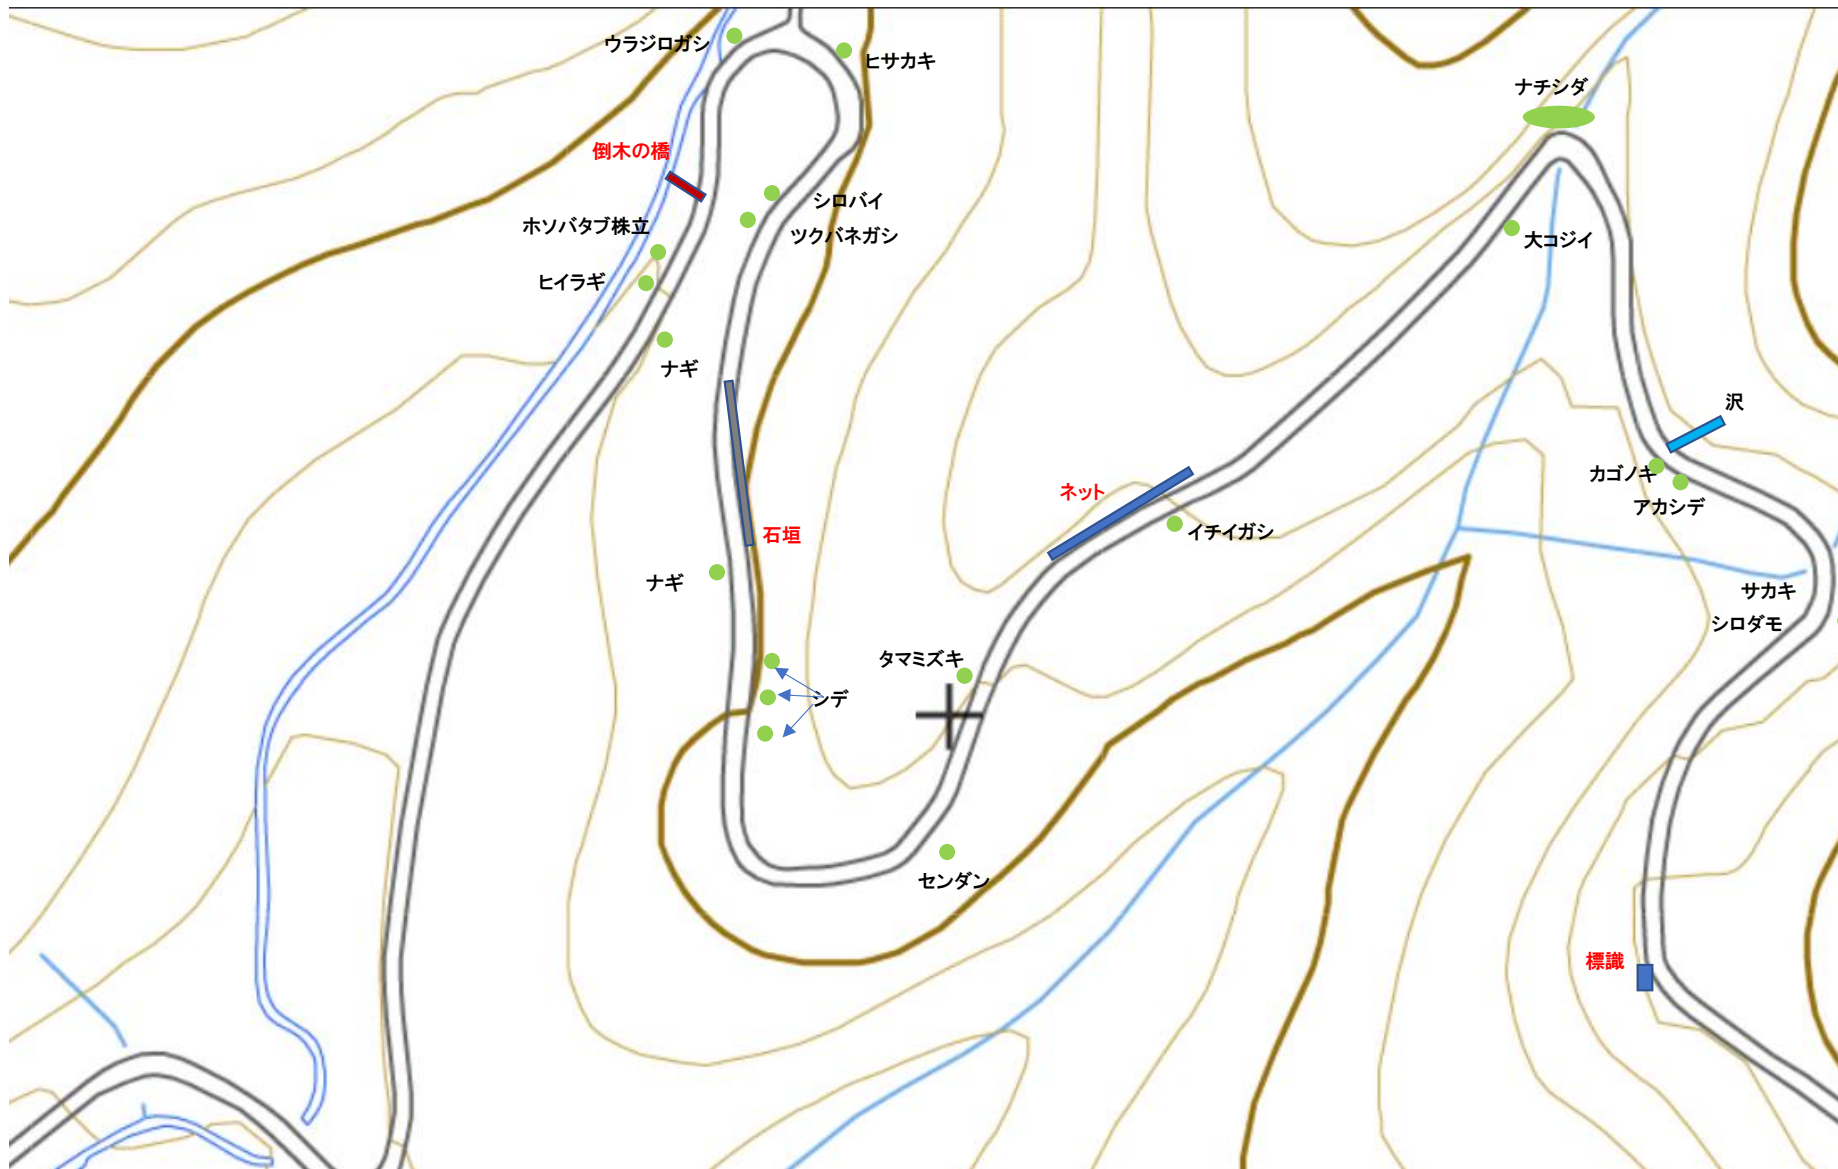 ウラジロガシ
ヒサカキ
ナチシダ
倒木の橋
シロバイ
ホソバタブ株立
ツクバネガシ
大コジイ
ヒイラギ
ナギ
沢
カゴノキ
ネット
アカシデ
石垣
イチイガシ
ナギ
サカキ
シロダモ
タマミズキ
シデ
センダン
標識